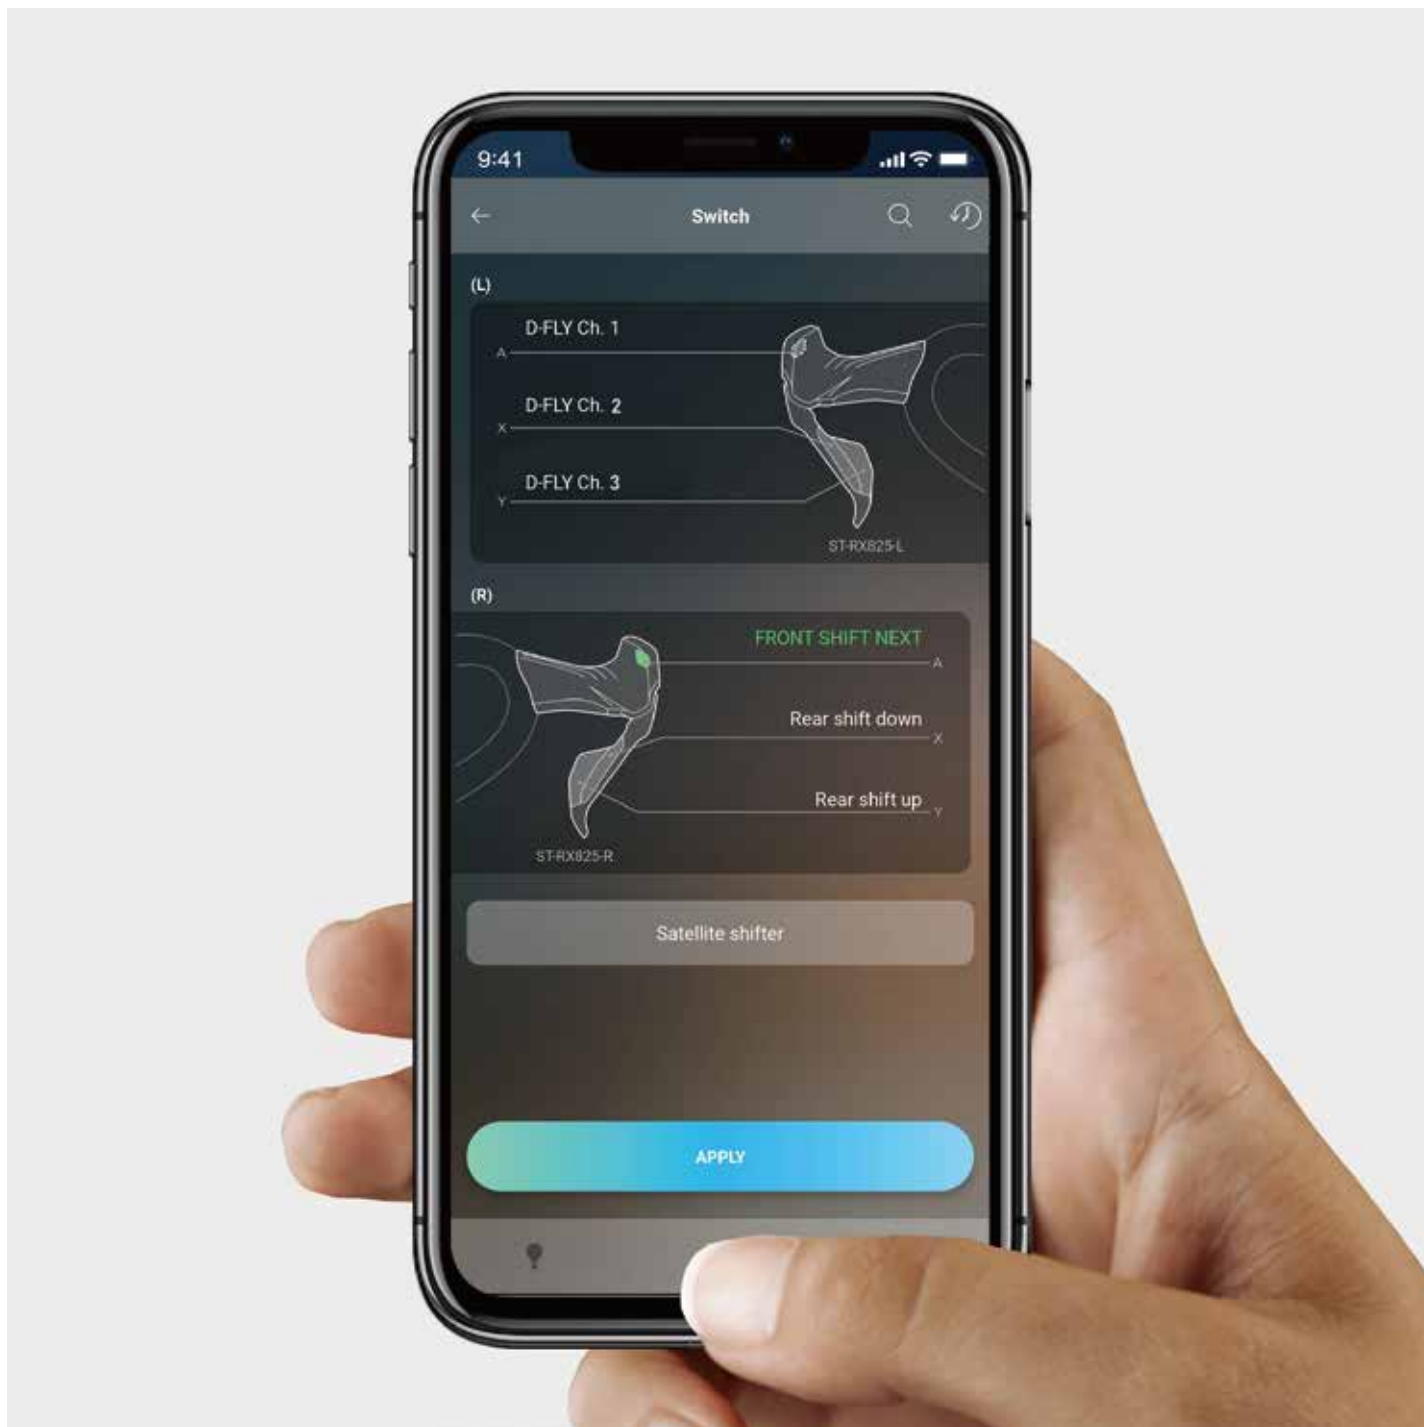 9:41
Switch
(L)
D-FLY Ch. 1
A
D-FLY Ch. 2
X
D-FLY Ch. 3
Y
ST-RX825-L
(R)
FRONT SHIFT NEXT
A
Rear shift down
X
Rear shift up
Y
ST-RX825-R
Satellite shifter
APPLY